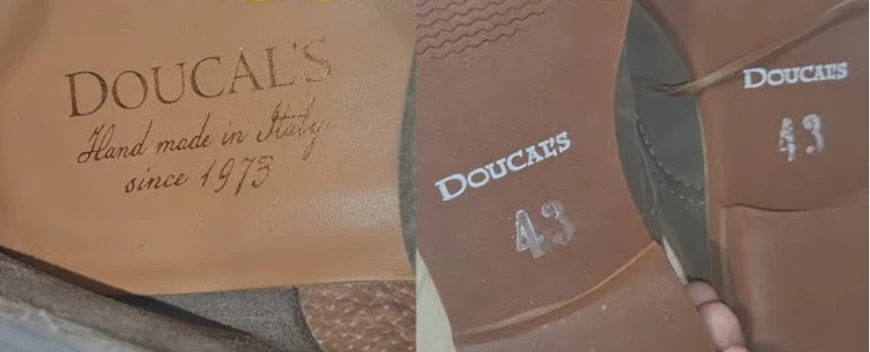 DOUCAL'S
Hand made in Italy
since 1973
DOUCAL'S
43
DOUCAL'S
43